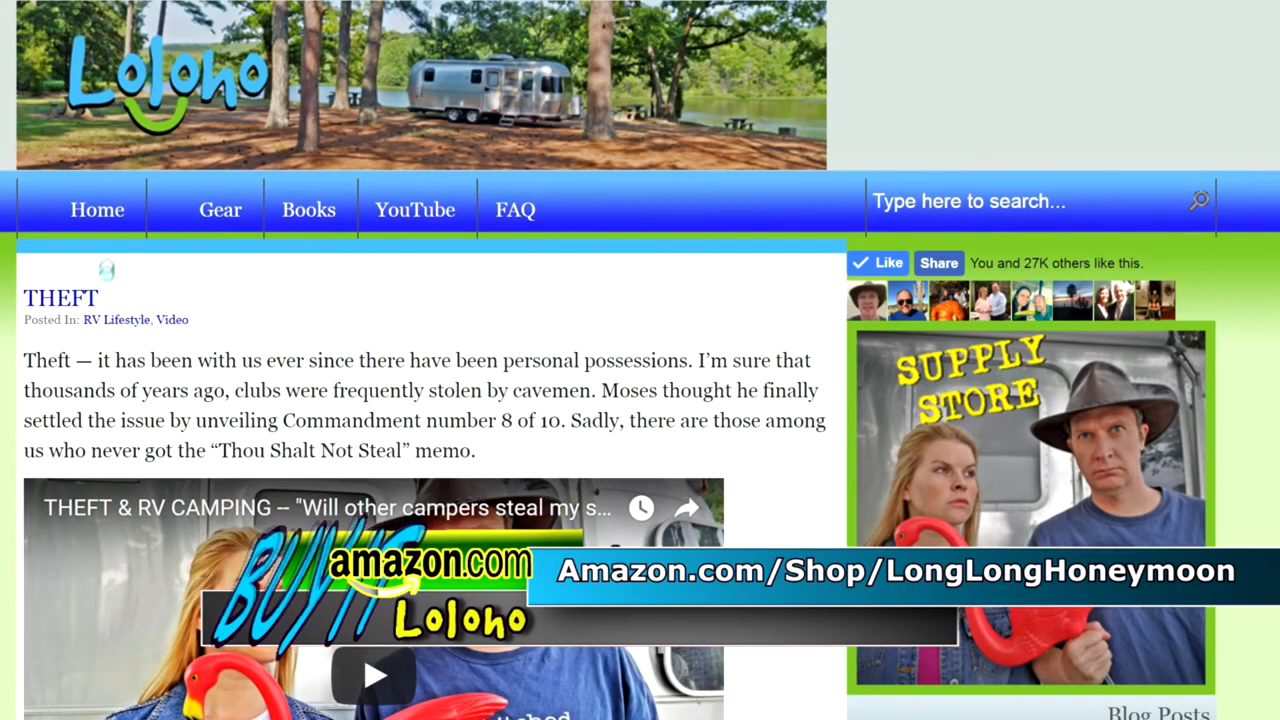 Loloho
Home Gear Books YouTube FAQ Type here to search...
Like Share You and 27K others like this.
THEFT
Posted In: RV Lifestyle, Video
Theft — it has been with us ever since there have been personal possessions. I’m sure that
thousands of years ago, clubs were frequently stolen by cavemen. Moses thought he finally
settled the issue by unveiling Commandment number 8 of 10. Sadly, there are those among
us who never got the “Thou Shalt Not Steal” memo.
SUPPLY
STORE
THEFT & RV CAMPING -- "Will other campers steal my s...
BUY IT
amazon.com
Loloho
Amazon.com/Shop/LongLongHoneymoon
Blog Posts